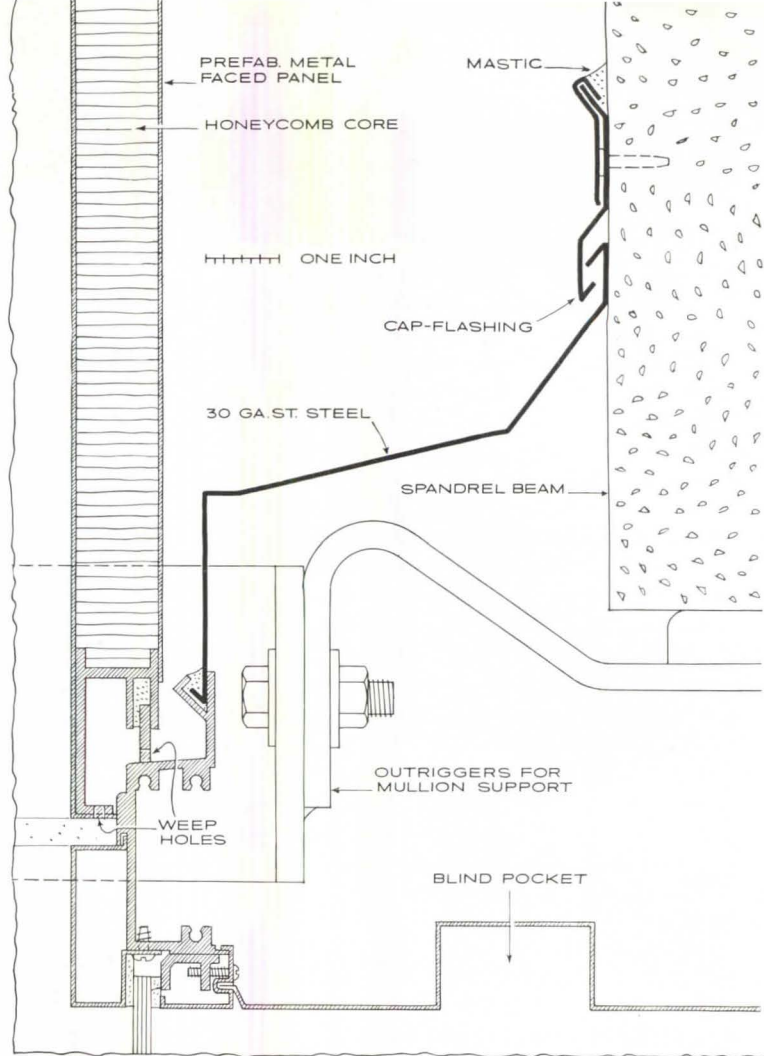 PREFAB. METAL
FACED PANEL
HONEYCOMB CORE
ONE INCH
MASTIC
CAP-FLASHING
30 GA. ST. STEEL
SPANDREL BEAM
OUTRIGGERS FOR
MULLION SUPPORT
WEEP
HOLES
BLIND POCKET